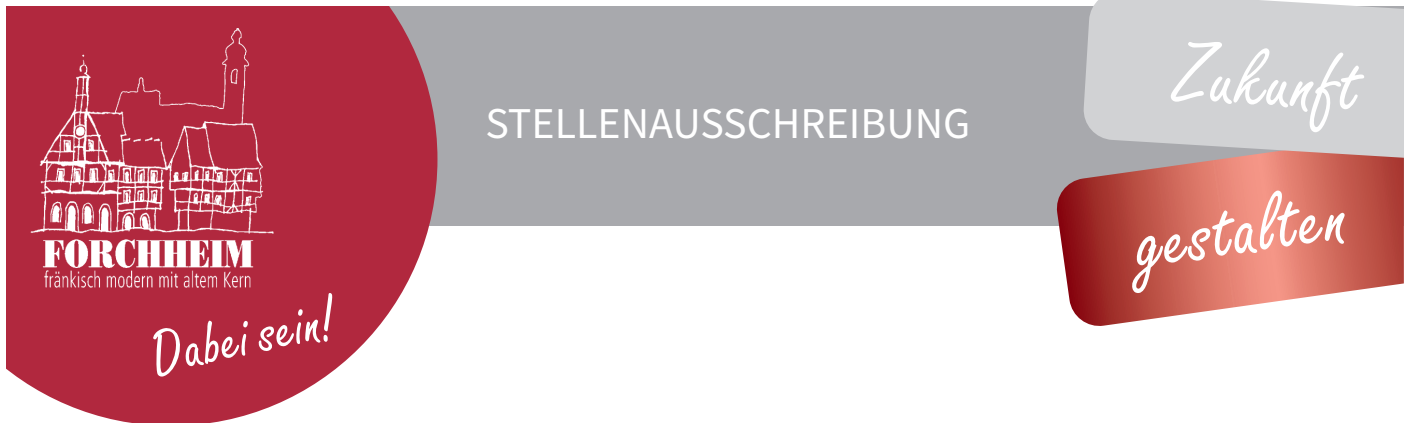 FORCHHEIM
fränkisch modern mit altem Kern
Dabei sein!
STELLENAUSSCHREIBUNG
Zukunft
gestalten